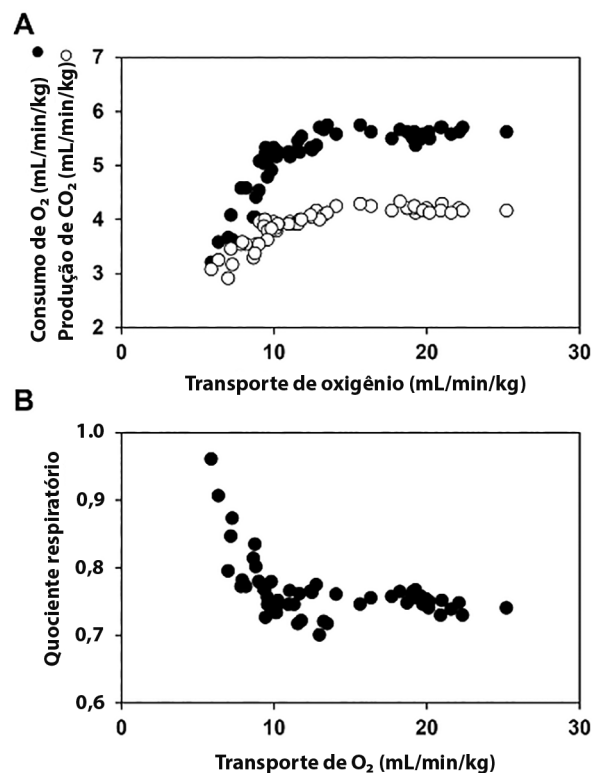 A
● ○
Consumo de O₂ (mL/min/kg)
Produção de CO₂ (mL/min/kg)
7
6
5
4
3
2
0
10
20
30
Transporte de oxigênio (mL/min/kg)
B
Quociente respiratório
1.0
0,9
0,8
0,7
0,6
0
10
20
30
Transporte de O₂ (mL/min/kg)